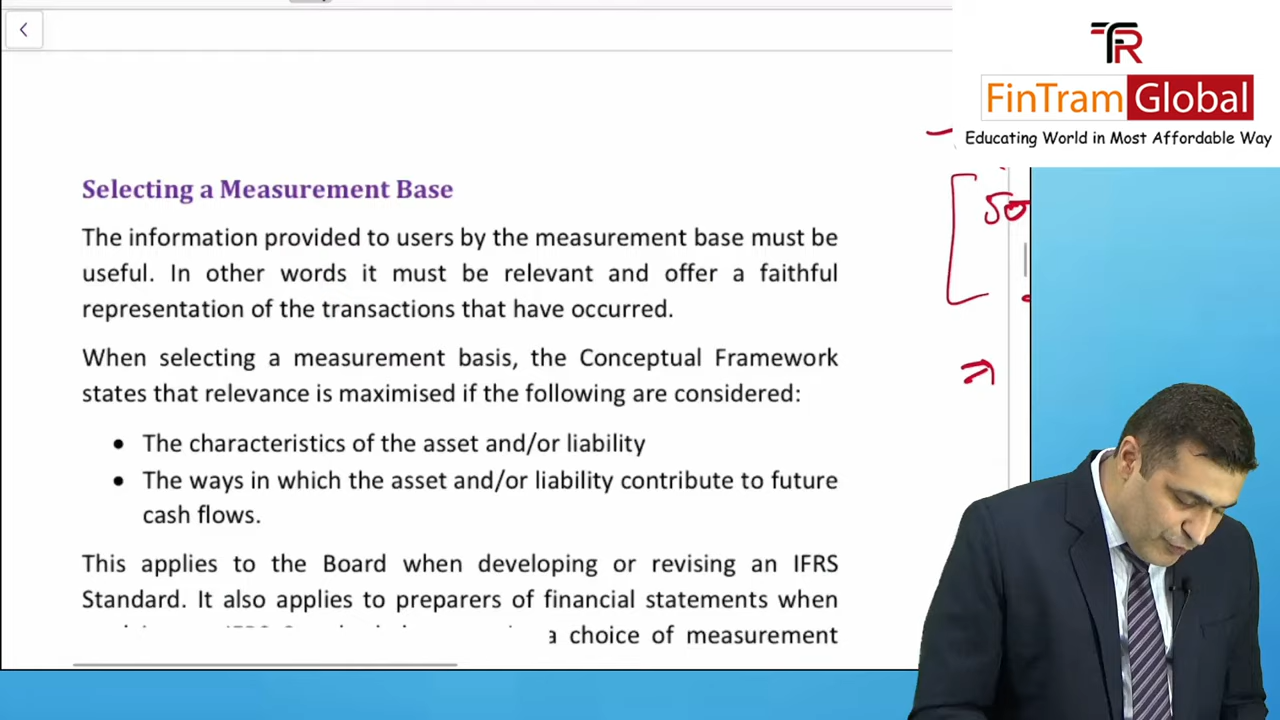 FinTram Global
Educating World in Most Affordable Way
Selecting a Measurement Base
The information provided to users by the measurement base must be
useful. In other words it must be relevant and offer a faithful
representation of the transactions that have occurred.
When selecting a measurement basis, the Conceptual Framework
states that relevance is maximised if the following are considered:
• The characteristics of the asset and/or liability
• The ways in which the asset and/or liability contribute to future
cash flows.
This applies to the Board when developing or revising an IFRS
Standard. It also applies to preparers of financial statements when
a choice of measurement